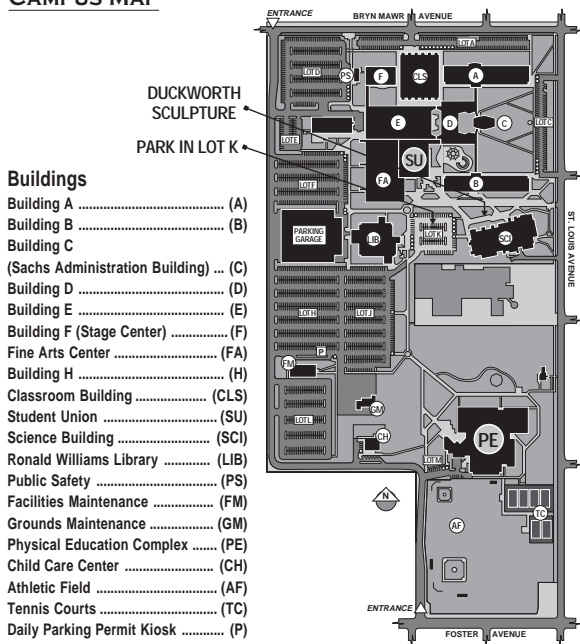 CAMPUS MAP
ENTRANCE
BRYN MAWR AVENUE
LOT A
LOT D
PS
F
CLS
A
DUCKWORTH
SCULPTURE
E
D
C
LOT C
LOT E
PARK IN LOT K
SU
LOT F
FA
B
Buildings
Building A (A)
Building B (B)
Building C
(Sachs Administration Building) ... (C)
Building D (D)
Building E (E)
Building F (Stage Center) (F)
Fine Arts Center (FA)
Building H (H)
Classroom Building (CLS)
Student Union (SU)
Science Building (SCI)
Ronald Williams Library (LIB)
Public Safety (PS)
Facilities Maintenance (FM)
Grounds Maintenance (GM)
Physical Education Complex (PE)
Child Care Center (CH)
Athletic Field (AF)
Tennis Courts (TC)
Daily Parking Permit Kiosk (P)
PARKING
GARAGE
LIB
LOT K
SCI
ST. LOUIS AVENUE
LOT H
LOT J
P
FM
LOT L
GM
CH
PE
LOT M
N
TC
AF
ENTRANCE
FOSTER AVENUE